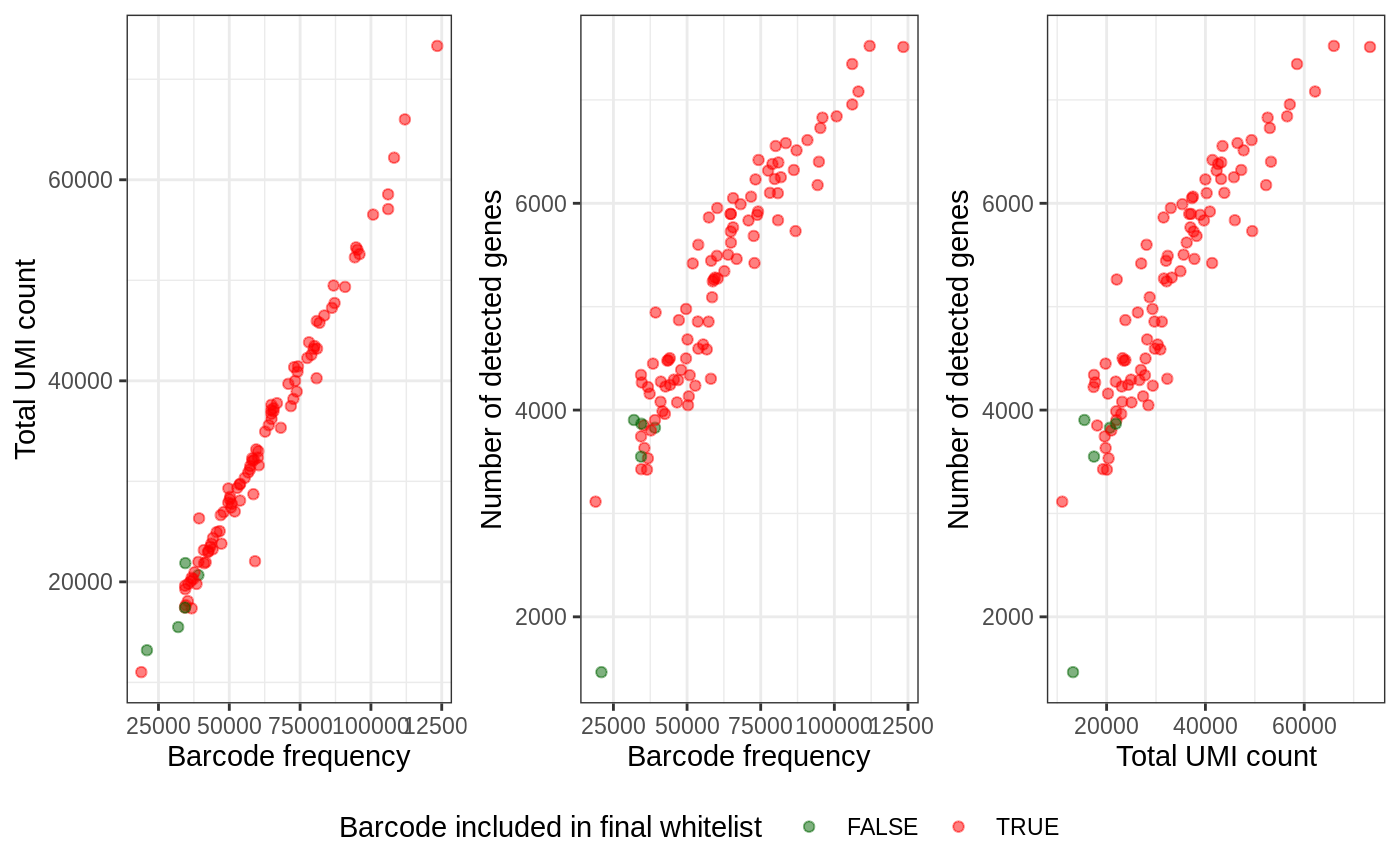 Total UMI count
60000
40000
20000
25000 50000 75000 100000 12500
Barcode frequency
Number of detected genes
6000
4000
2000
25000 50000 75000 100000 12500
Barcode frequency
Number of detected genes
6000
4000
2000
20000 40000 60000
Total UMI count
Barcode included in final whitelist FALSE TRUE